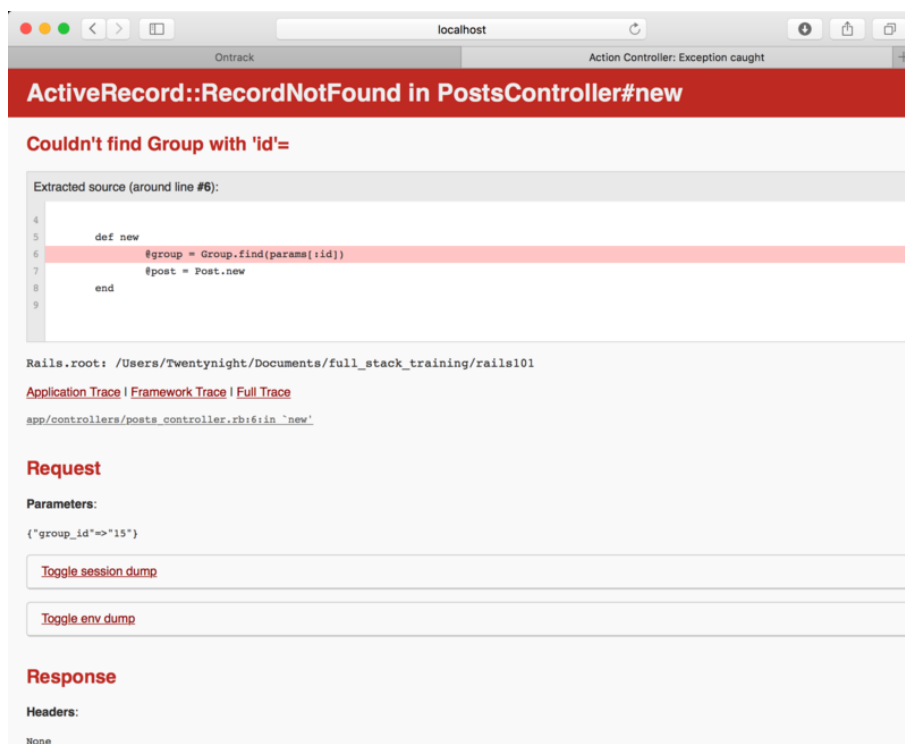 localhost
Ontrack
Action Controller: Exception caught
ActiveRecord::RecordNotFound in PostsController#new
Couldn't find Group with 'id'=
Extracted source (around line #6):
4
5 def new
6 @group = Group.find(params[:id])
7 @post = Post.new
8 end
9
Rails.root: /Users/Twentynight/Documents/full_stack_training/rails101
Application Trace | Framework Trace | Full Trace
app/controllers/posts_controller.rb:6:in `new'
Request
Parameters:
{"group_id"=>"15"}
Toggle session dump
Toggle env dump
Response
Headers:
None